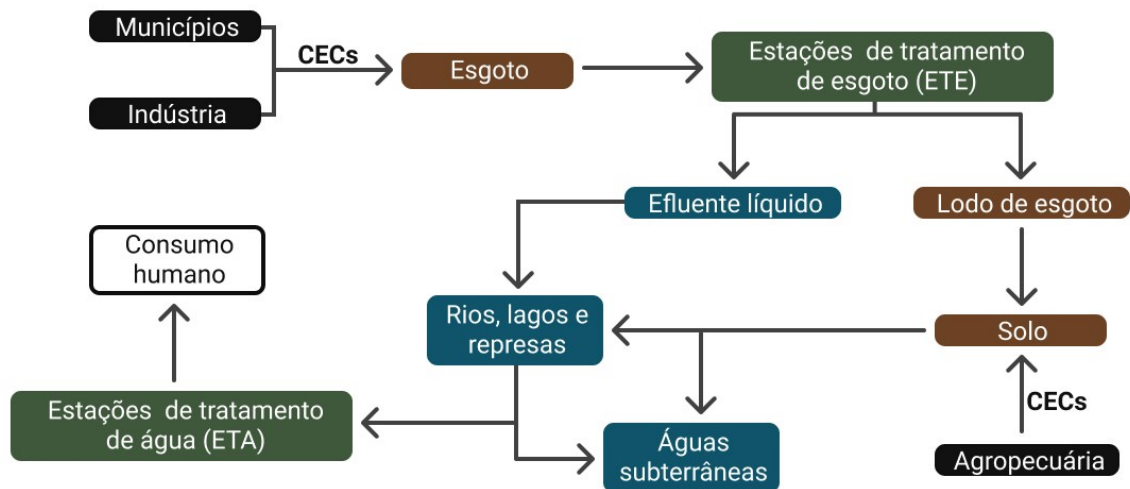 Municípios
CECs
Indústria
Esgoto
Estações de tratamento
de esgoto (ETE)
Efluente líquido
Lodo de esgoto
Consumo
humano
Rios, lagos e
represas
Solo
CECs
Estações de tratamento
de água (ETA)
Águas
subterrâneas
Agropecuária